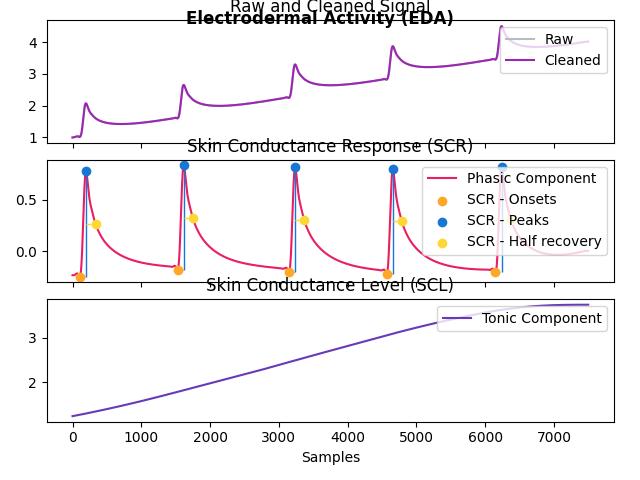 Raw and Cleaned Signal
Electrodermal Activity (EDA)
4
3
2
1
Raw
Cleaned
Skin Conductance Response (SCR)
0.5
0.0
Phasic Component
SCR - Onsets
SCR - Peaks
SCR - Half recovery
Skin Conductance Level (SCL)
3
2
Tonic Component
0 1000 2000 3000 4000 5000 6000 7000
Samples